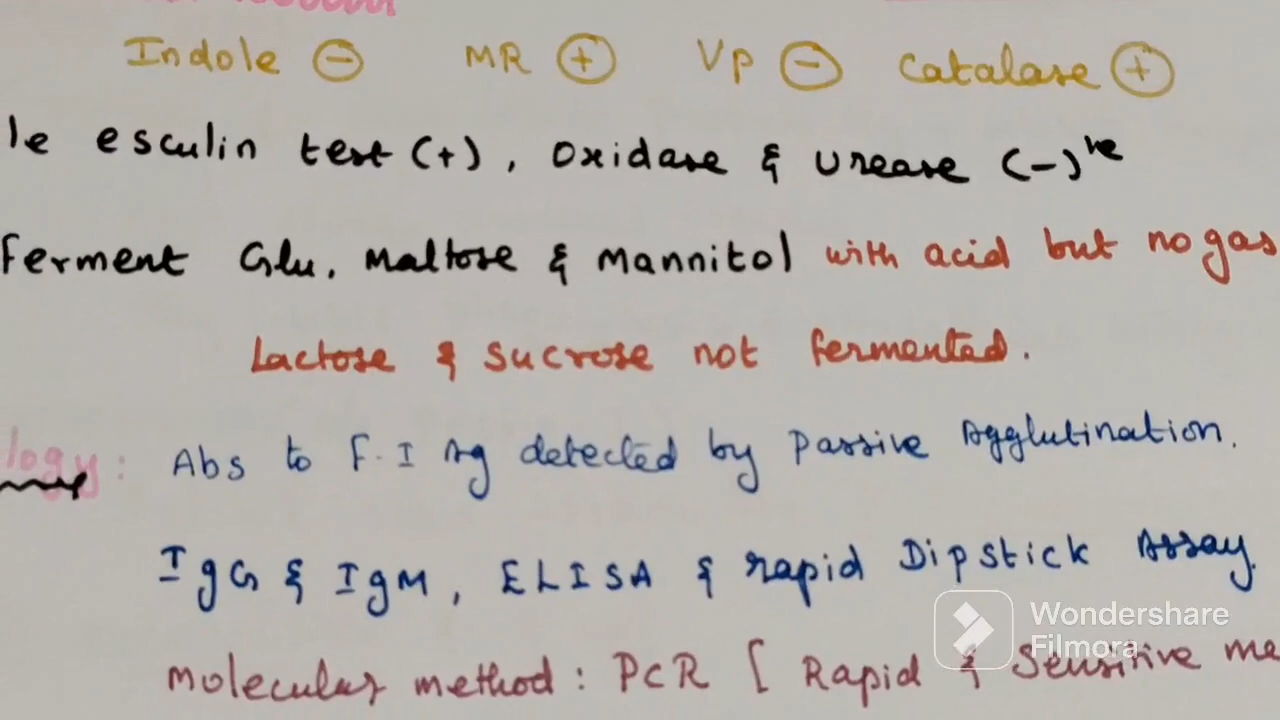 Indole ⊖ MR ⊕ VP ⊖ Catalase ⊕
le esculin test (+), Oxidase & Urease (-)ve
Ferment Glu, Maltose & Mannitol with acid but no gas
Lactose & Sucrose not fermented.
logy: Abs to F.I Ag detected by Passive Agglutination.
IgG & IgM, ELISA & rapid Dipstick Assay.
Wondershare
Filmora
Molecular method: PCR [ Rapid & Sensitive me